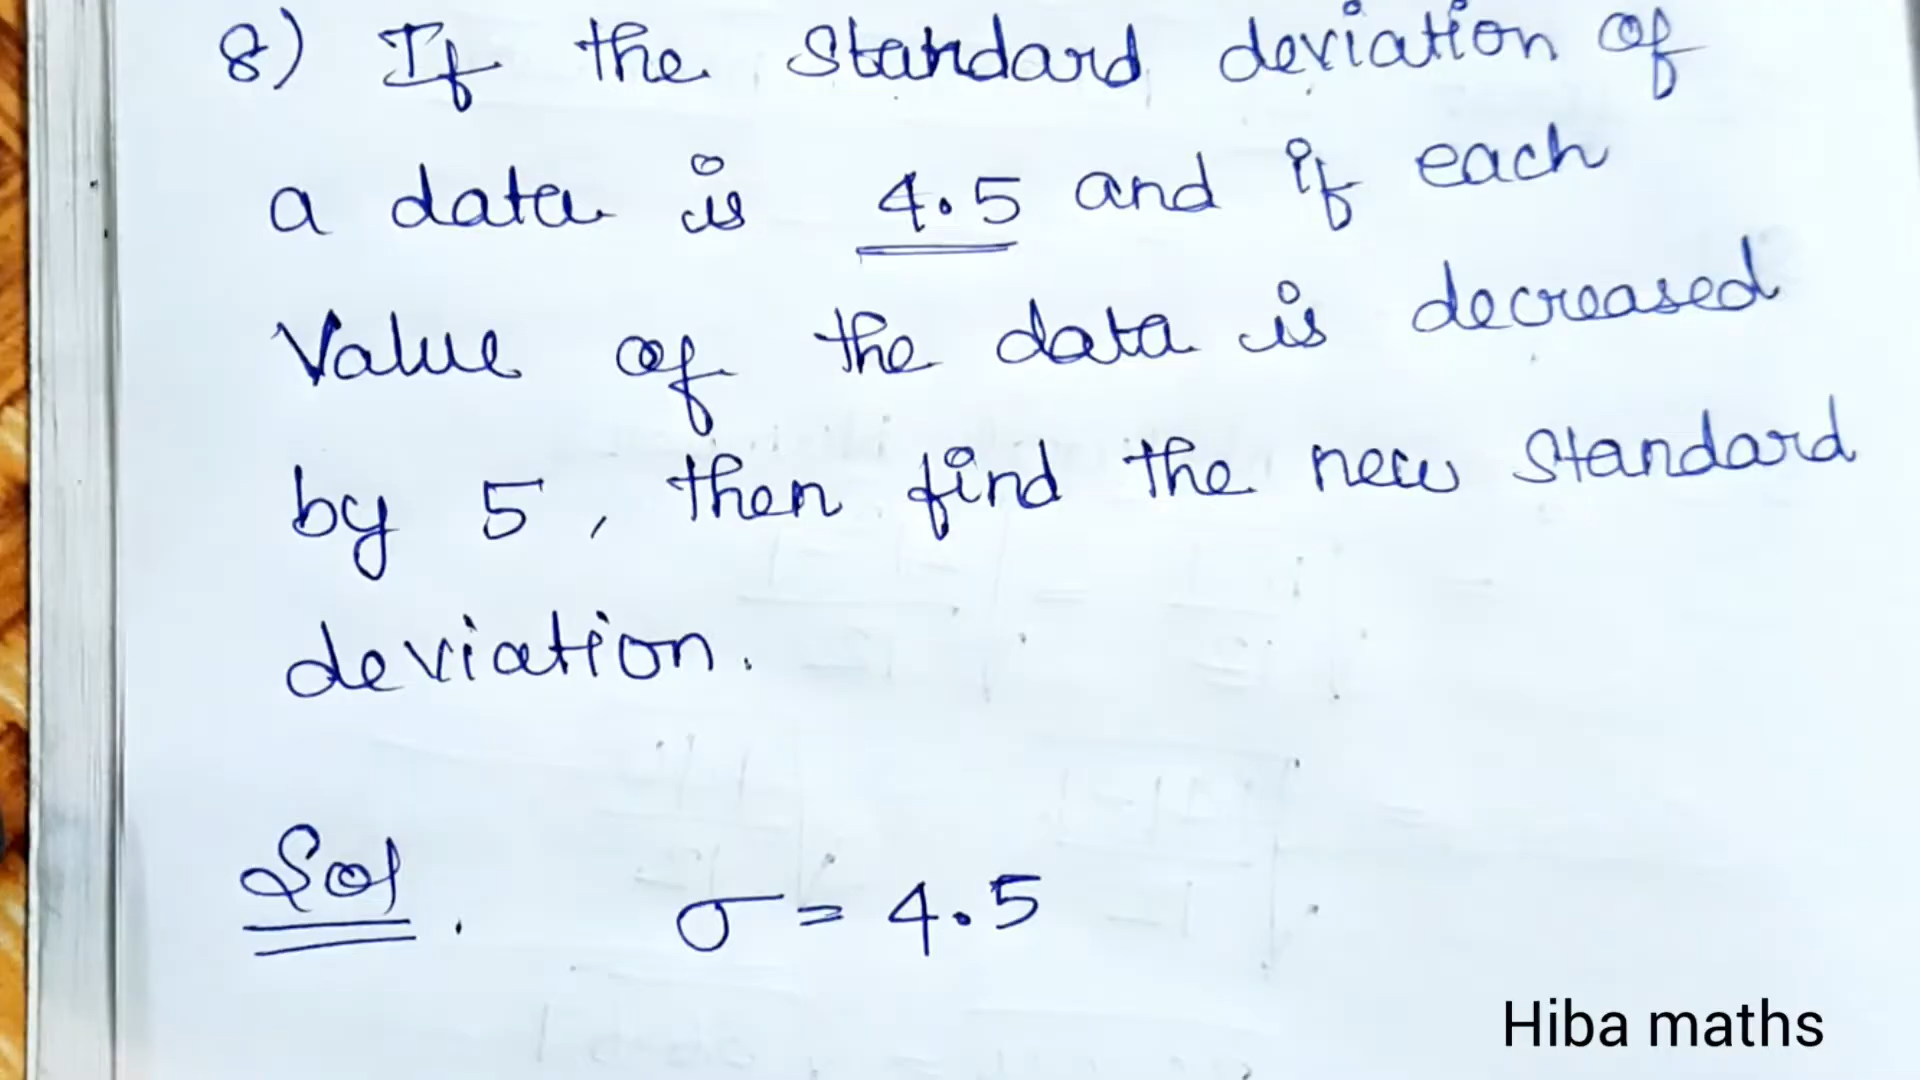 8) If the standard deviation of
a data is 4.5 and if each
Value of the data is decreased
by 5, then find the new standard
deviation.
Sol. σ = 4.5
Hiba maths